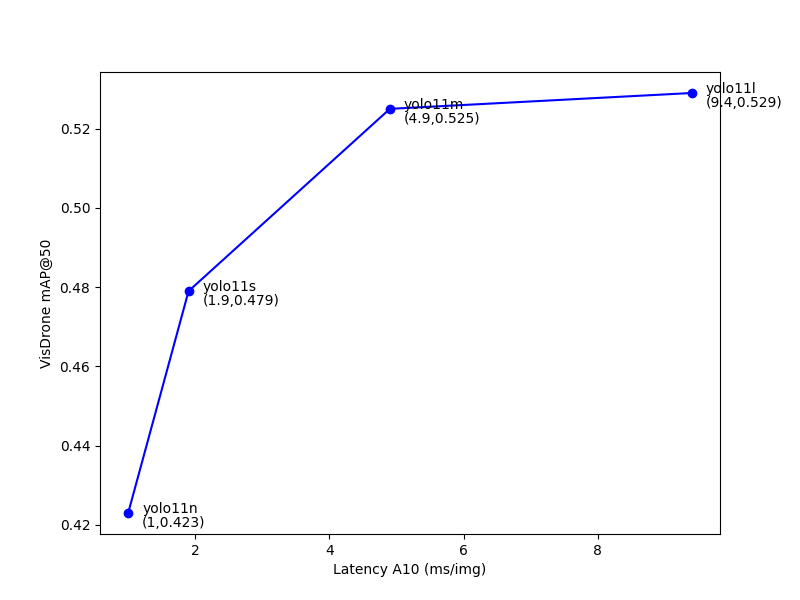 yolo11l
(9.4,0.529)
yolo11m
(4.9,0.525)
0.52
0.50
yolo11s
(1.9,0.479)
0.48
VisDrone mAP@50
0.46
0.44
yolo11n
(1,0.423)
0.42
2 4 6 8
Latency A10 (ms/img)